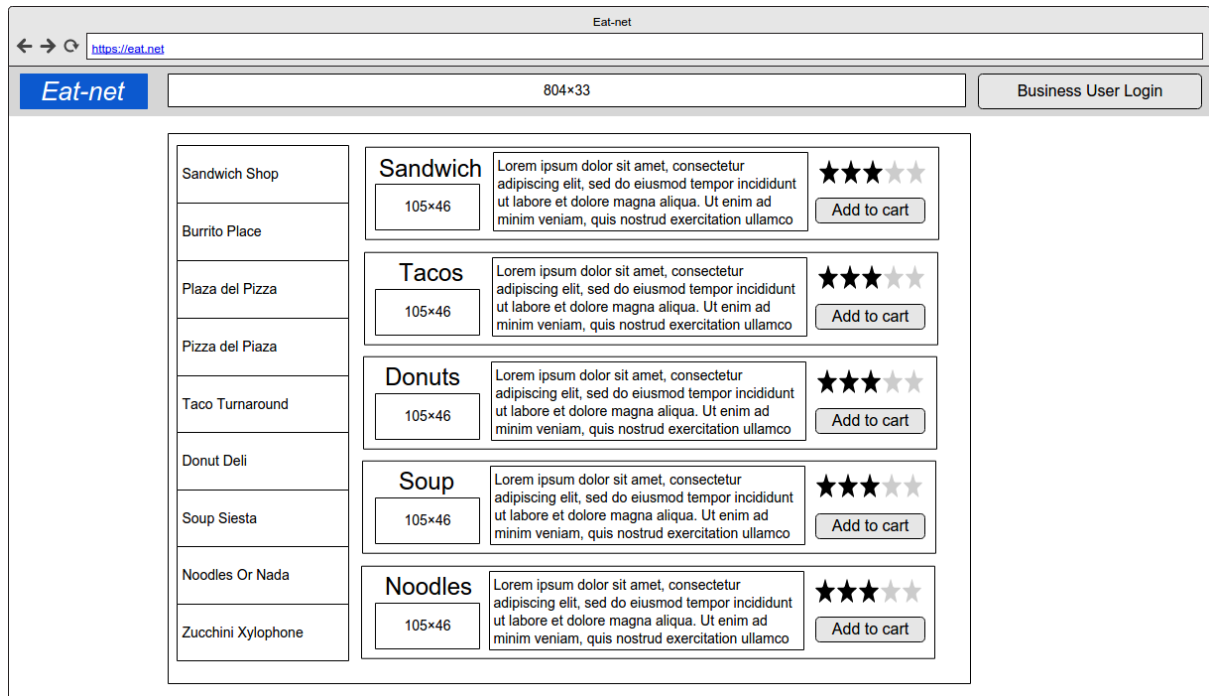 Eat-net
https://eat.net
Eat-net
804×33
Business User Login
Sandwich Shop
Burrito Place
Plaza del Pizza
Pizza del Piaza
Taco Turnaround
Donut Deli
Soup Siesta
Noodles Or Nada
Zucchini Xylophone
Sandwich
105×46
Lorem ipsum dolor sit amet, consectetur
adipiscing elit, sed do eiusmod tempor incididunt
ut labore et dolore magna aliqua. Ut enim ad
minim veniam, quis nostrud exercitation ullamco
Add to cart
Tacos
105×46
Lorem ipsum dolor sit amet, consectetur
adipiscing elit, sed do eiusmod tempor incididunt
ut labore et dolore magna aliqua. Ut enim ad
minim veniam, quis nostrud exercitation ullamco
Add to cart
Donuts
105×46
Lorem ipsum dolor sit amet, consectetur
adipiscing elit, sed do eiusmod tempor incididunt
ut labore et dolore magna aliqua. Ut enim ad
minim veniam, quis nostrud exercitation ullamco
Add to cart
Soup
105×46
Lorem ipsum dolor sit amet, consectetur
adipiscing elit, sed do eiusmod tempor incididunt
ut labore et dolore magna aliqua. Ut enim ad
minim veniam, quis nostrud exercitation ullamco
Add to cart
Noodles
105×46
Lorem ipsum dolor sit amet, consectetur
adipiscing elit, sed do eiusmod tempor incididunt
ut labore et dolore magna aliqua. Ut enim ad
minim veniam, quis nostrud exercitation ullamco
Add to cart